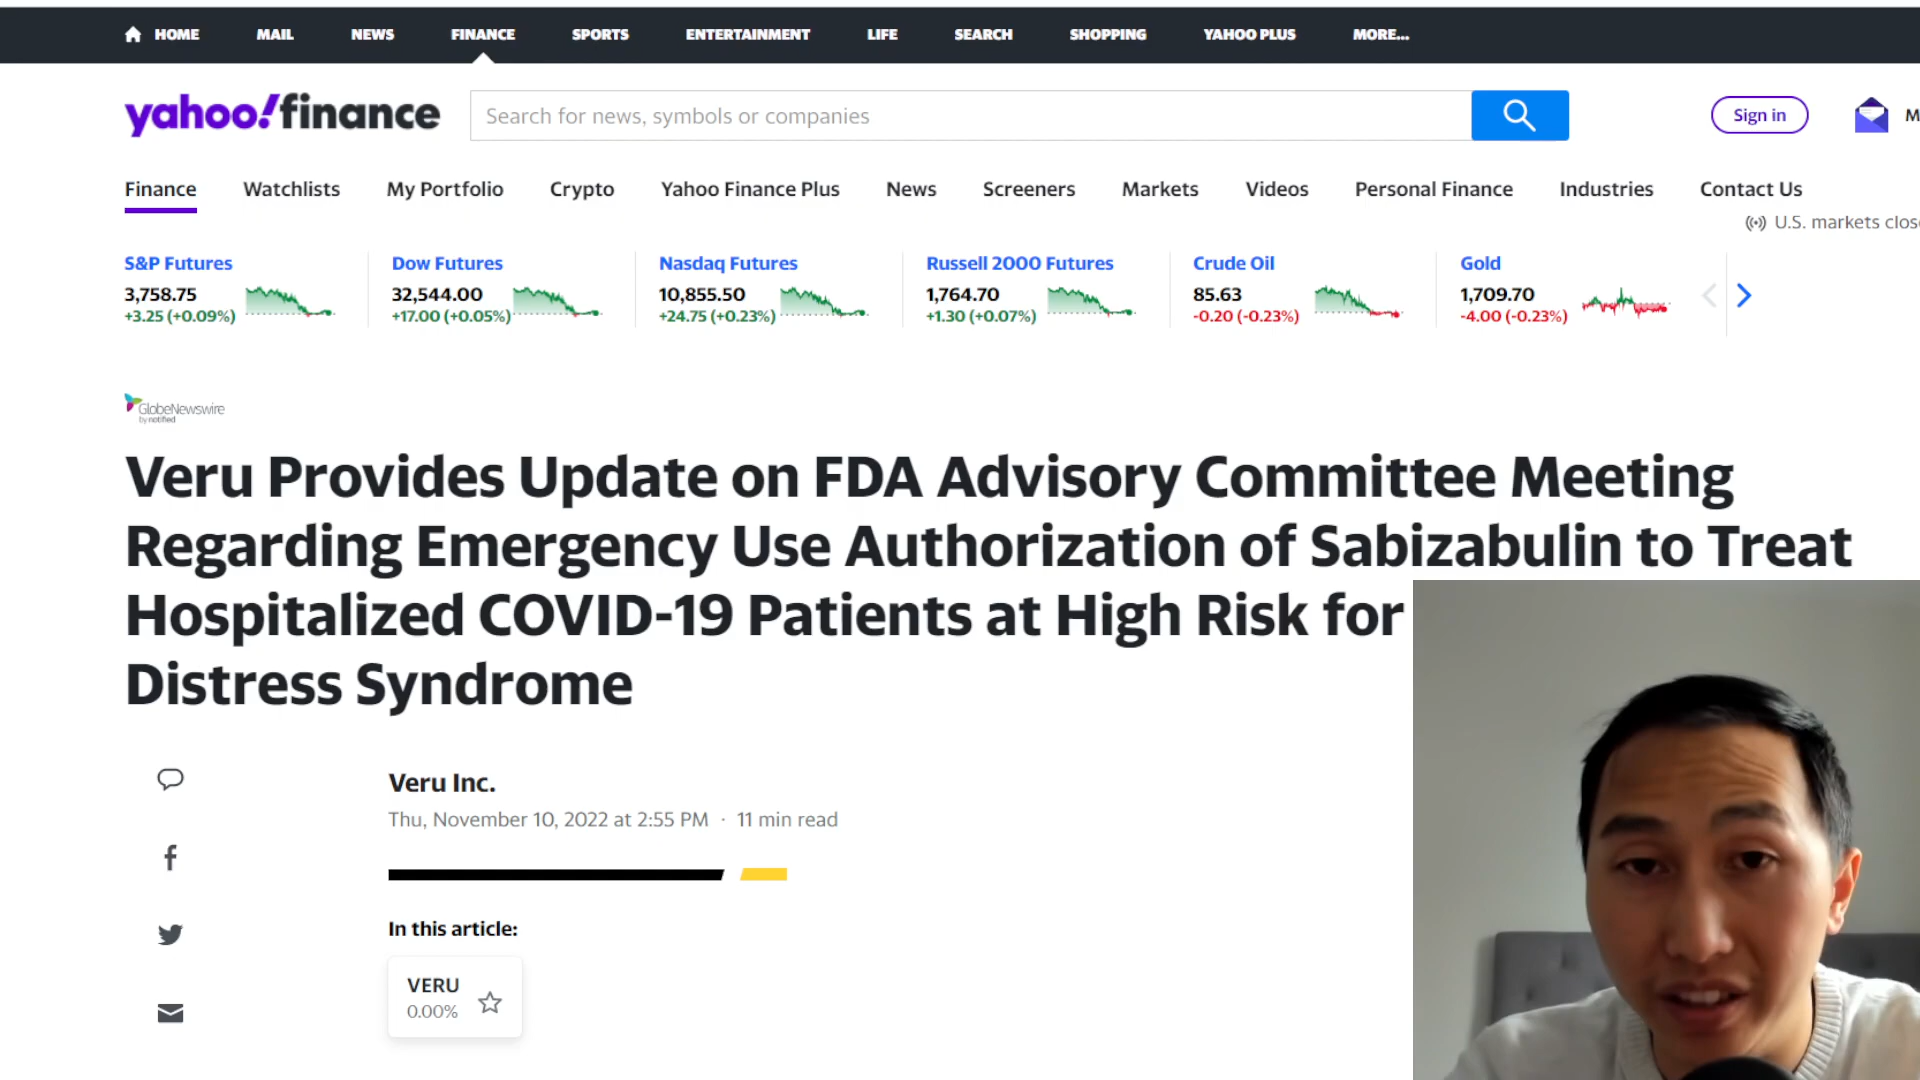 HOME MAIL NEWS FINANCE SPORTS ENTERTAINMENT LIFE SEARCH SHOPPING YAHOO PLUS MORE...
yahoo!finance
Search for news, symbols or companies
Sign in
M
Finance Watchlists My Portfolio Crypto Yahoo Finance Plus News Screeners Markets Videos Personal Finance Industries Contact Us
U.S. markets clos
S&P Futures
3,758.75
+3.25 (+0.09%)
Dow Futures
32,544.00
+17.00 (+0.05%)
Nasdaq Futures
10,855.50
+24.75 (+0.23%)
Russell 2000 Futures
1,764.70
+1.30 (+0.07%)
Crude Oil
85.63
-0.20 (-0.23%)
Gold
1,709.70
-4.00 (-0.23%)
GlobeNewswire
by notified
Veru Provides Update on FDA Advisory Committee Meeting
Regarding Emergency Use Authorization of Sabizabulin to Treat
Hospitalized COVID-19 Patients at High Risk for
Distress Syndrome
Veru Inc.
Thu, November 10, 2022 at 2:55 PM · 11 min read
In this article:
VERU
0.00%